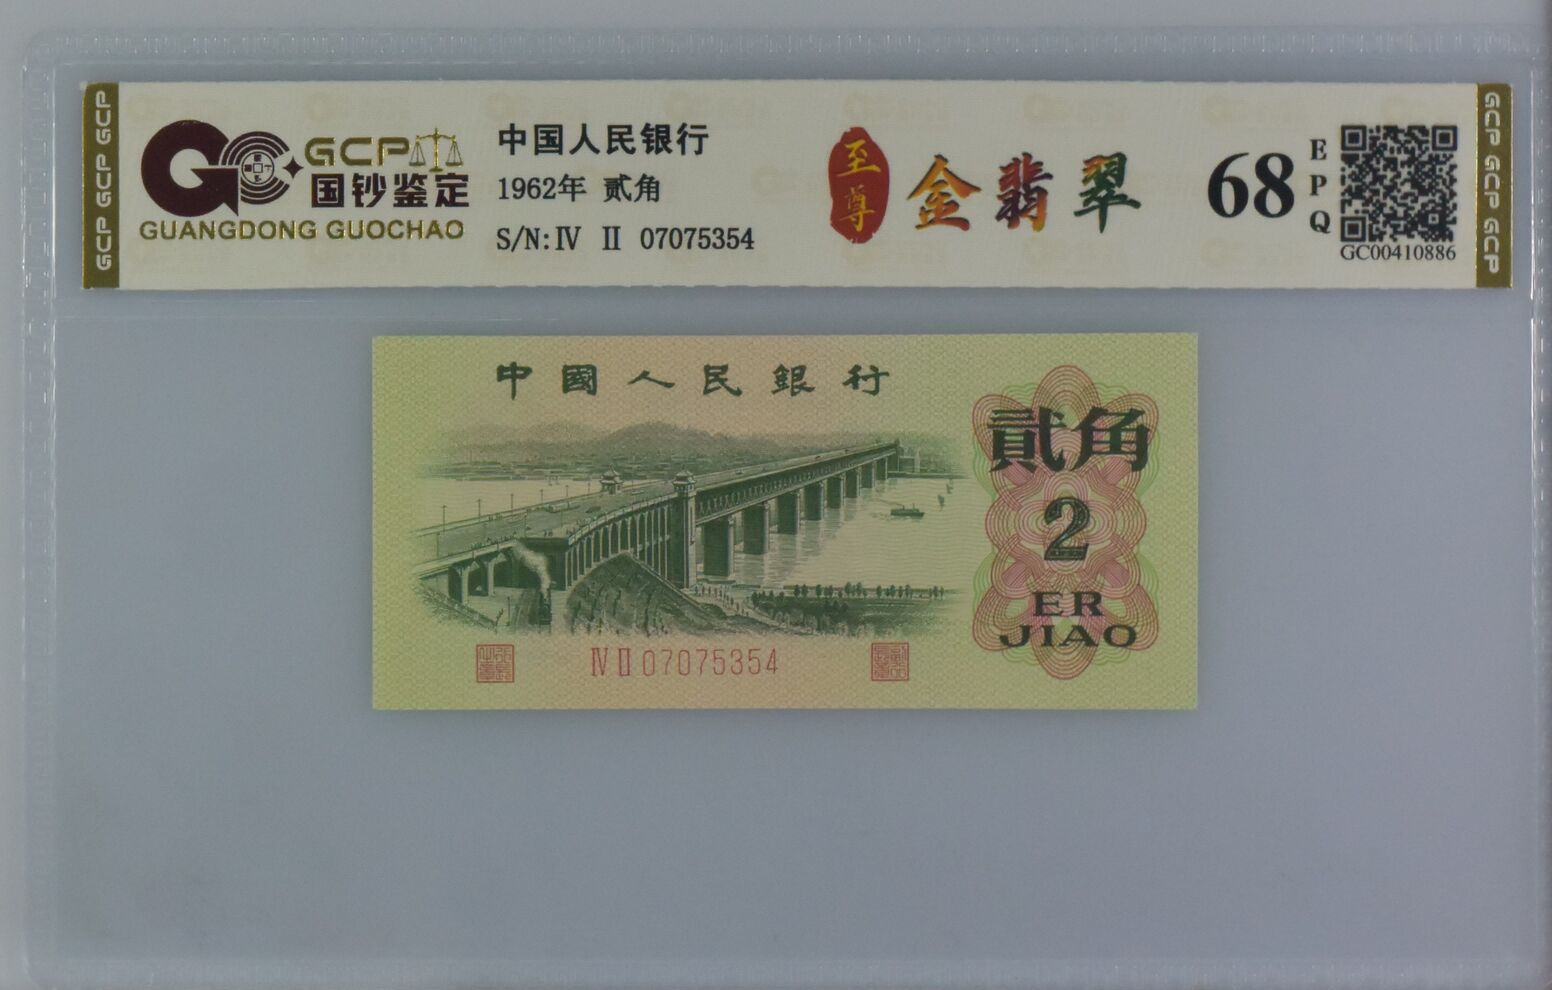 GCP GCP GCP
GCP
国钞鉴定
GUANGDONG GUOCHAO
中国人民银行
1962年 贰角
S/N:Ⅳ Ⅱ 07075354
至尊
金翡翠
68
EPQ
GC00410886
GCP GCP GCP
中國人民銀行
貳角
2
ER
JIAO
Ⅳ Ⅱ 07075354